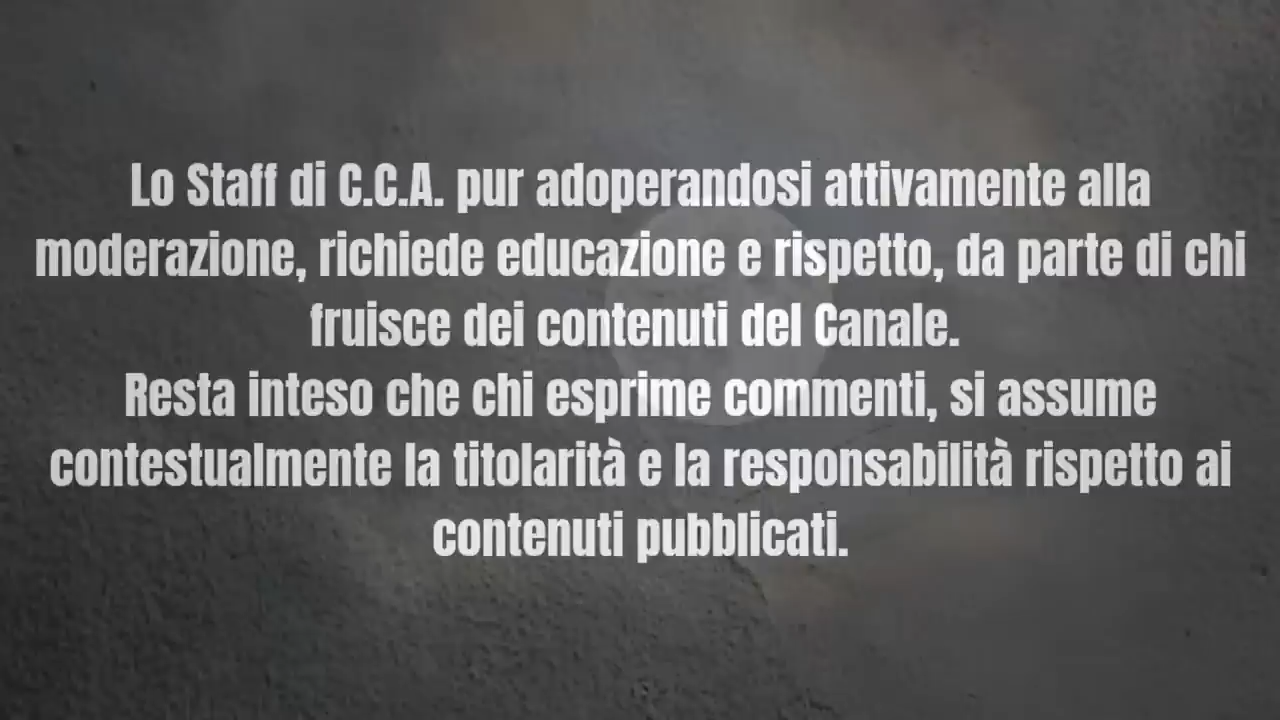 Lo Staff di C.C.A. pur adoperandosi attivamente alla
moderazione, richiede educazione e rispetto, da parte di chi
fruisce dei contenuti del Canale.
Resta inteso che chi esprime commenti, si assume
contestualmente la titolarità e la responsabilità rispetto ai
contenuti pubblicati.